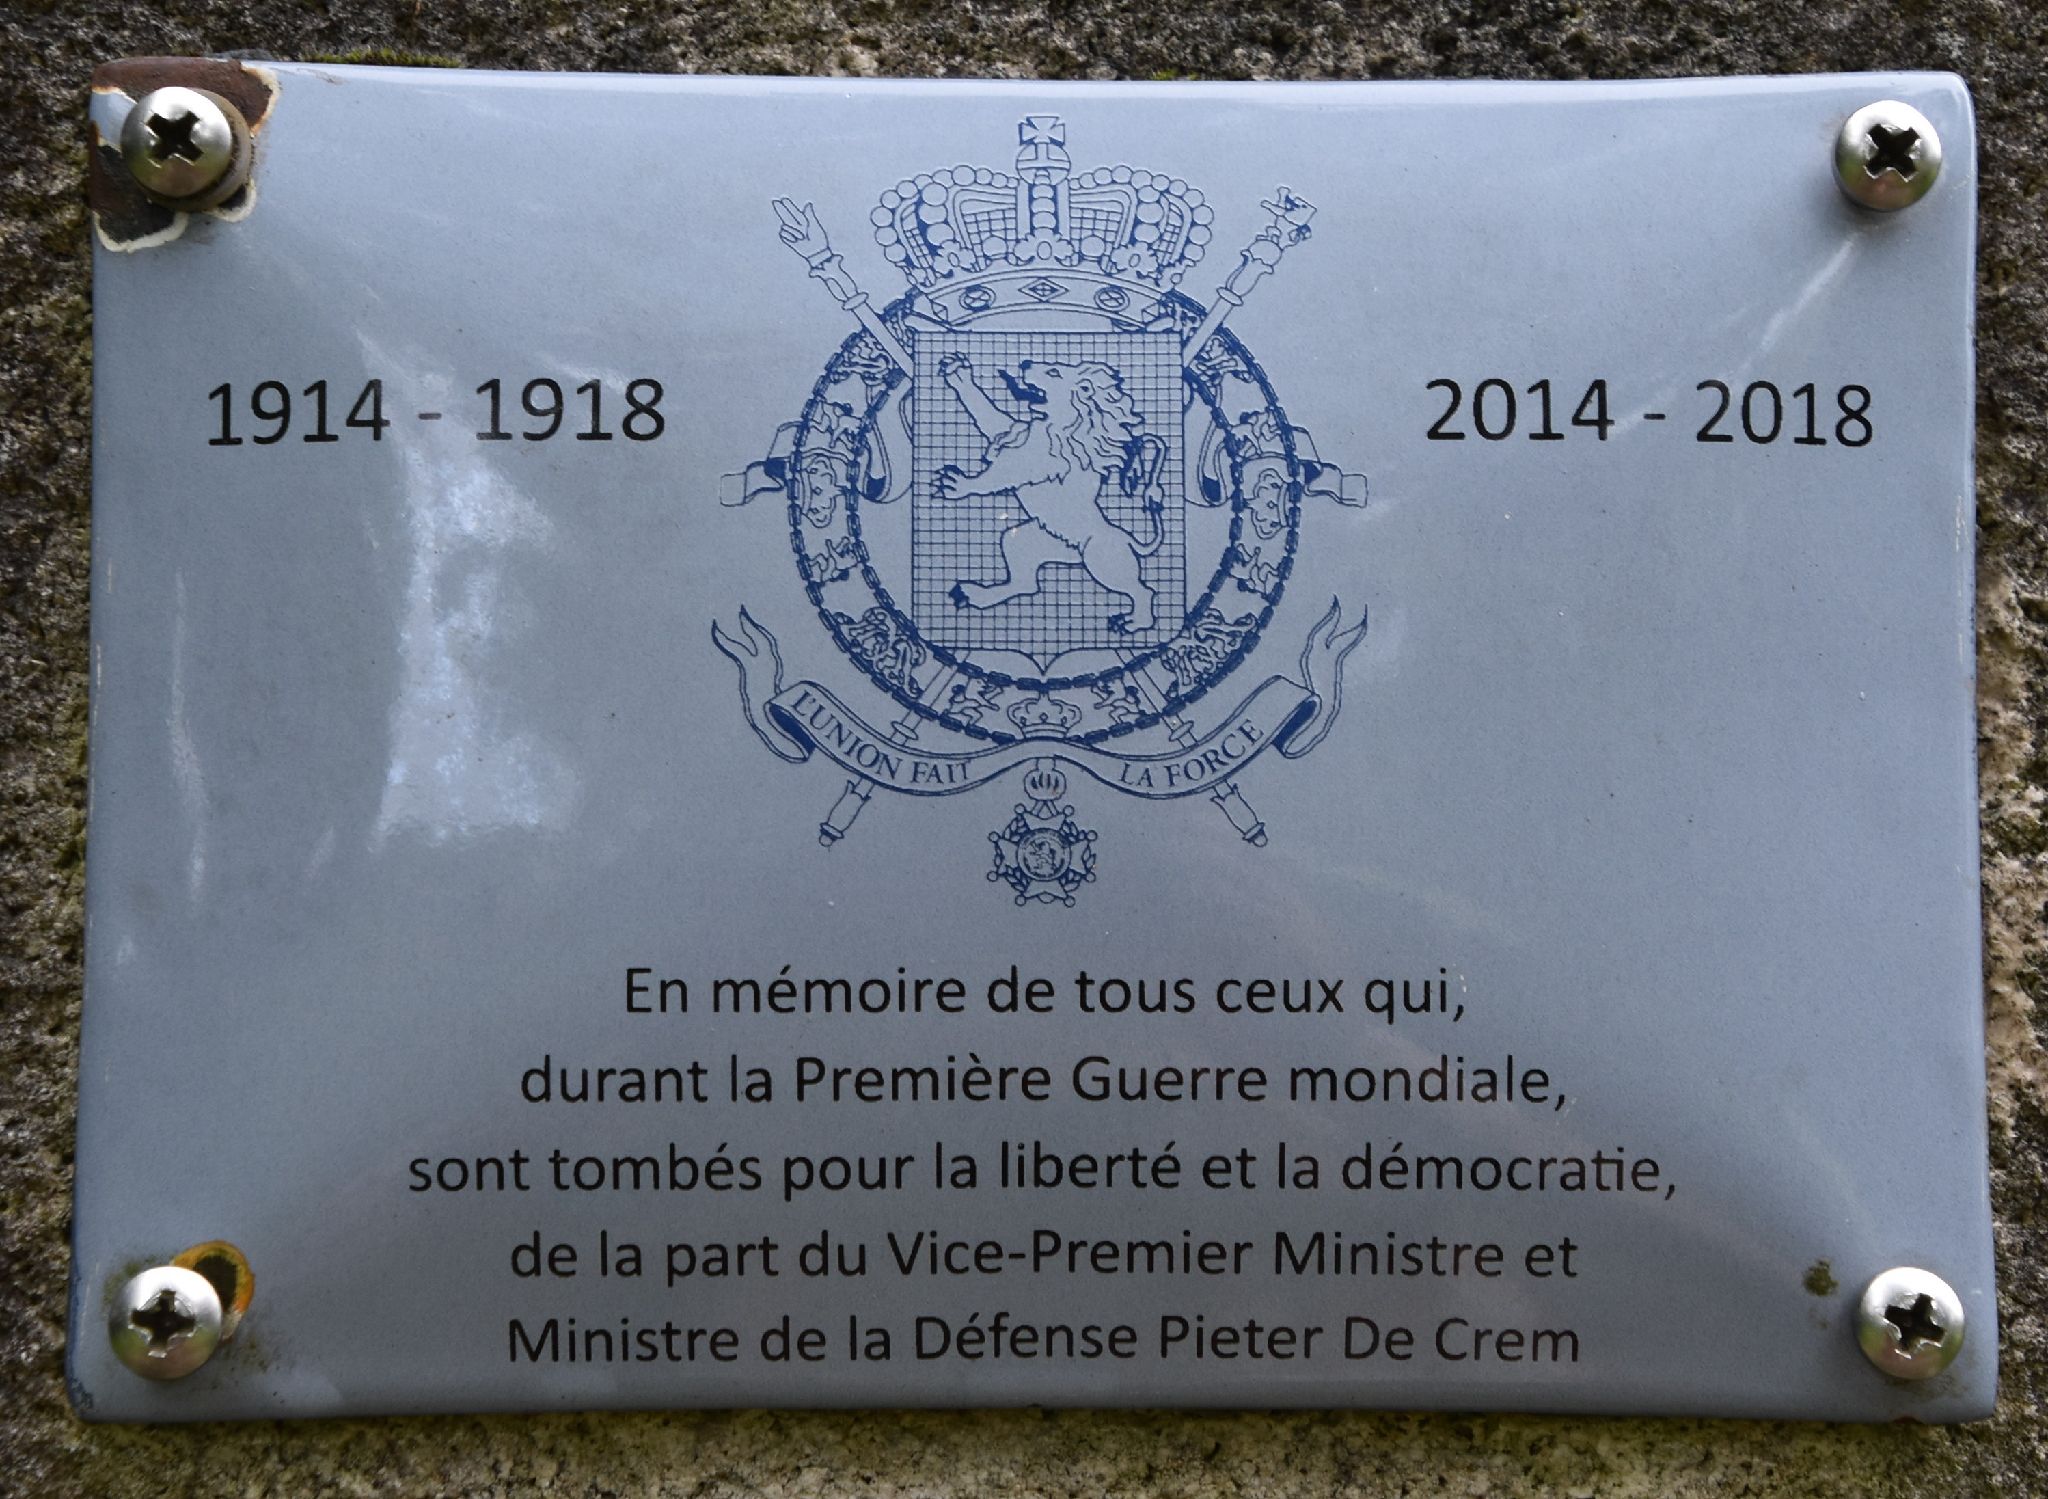 1914 - 1918
2014 - 2018
L'UNION FAIT LA FORCE
En mémoire de tous ceux qui,
durant la Première Guerre mondiale,
sont tombés pour la liberté et la démocratie,
de la part du Vice-Premier Ministre et
Ministre de la Défense Pieter De Crem